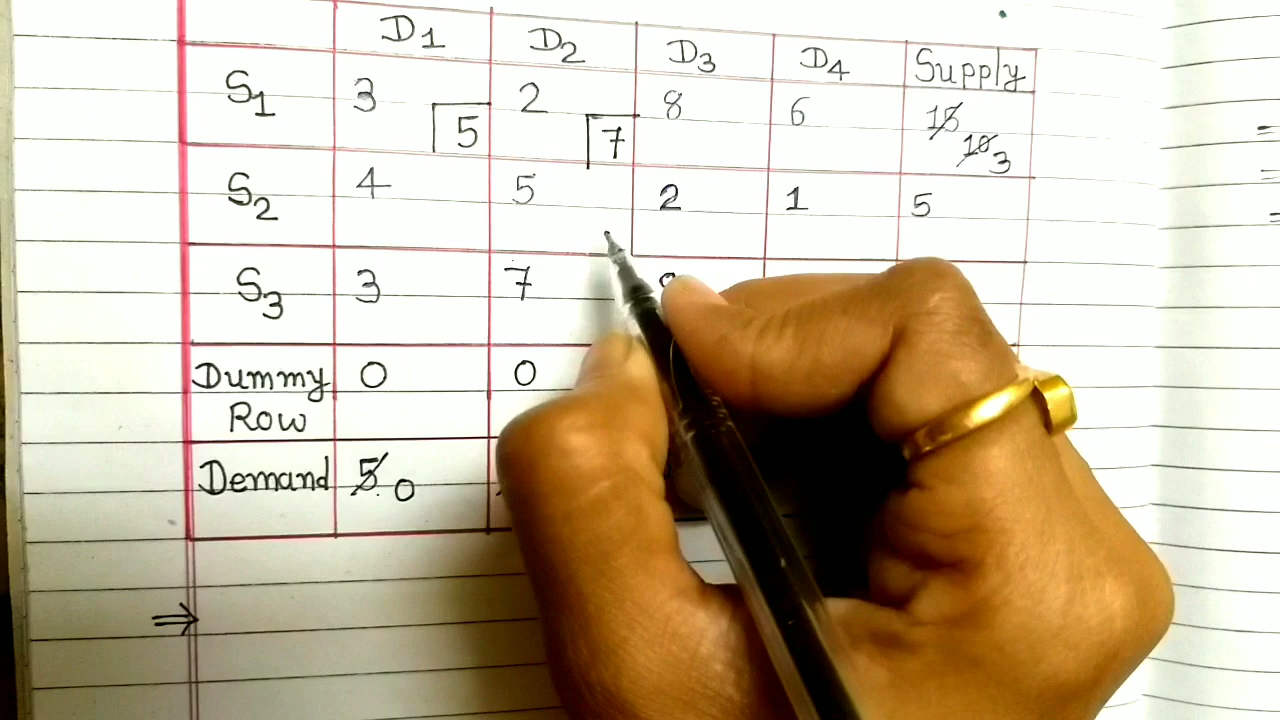 D1 D2 D3 D4 Supply
S1 3 5 2 7 8 6 15 10 3
S2 4 5 2 1 5
S3 3 7
Dummy Row 0 0
Demand 5 0
⇒